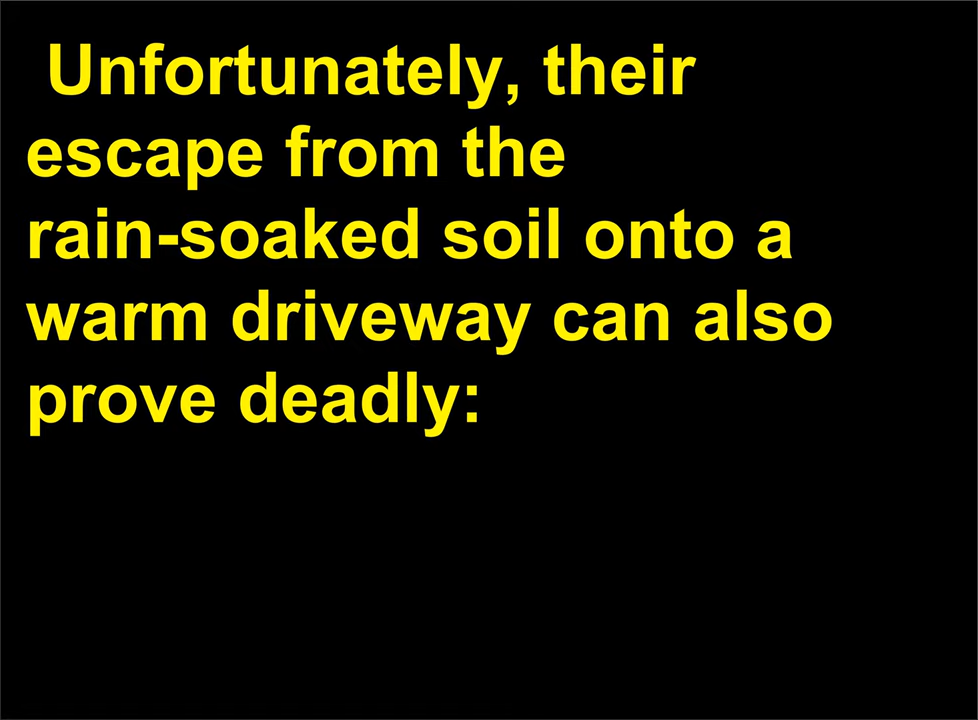 Unfortunately, their
escape from the
rain-soaked soil onto a
warm driveway can also
prove deadly: